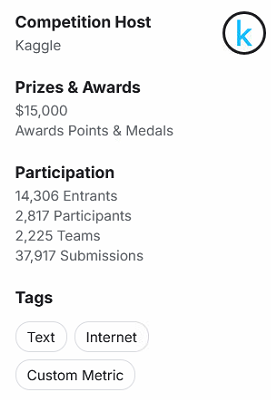 Competition Host
Kaggle
k
Prizes & Awards
$15,000
Awards Points & Medals
Participation
14,306 Entrants
2,817 Participants
2,225 Teams
37,917 Submissions
Tags
Text
Internet
Custom Metric